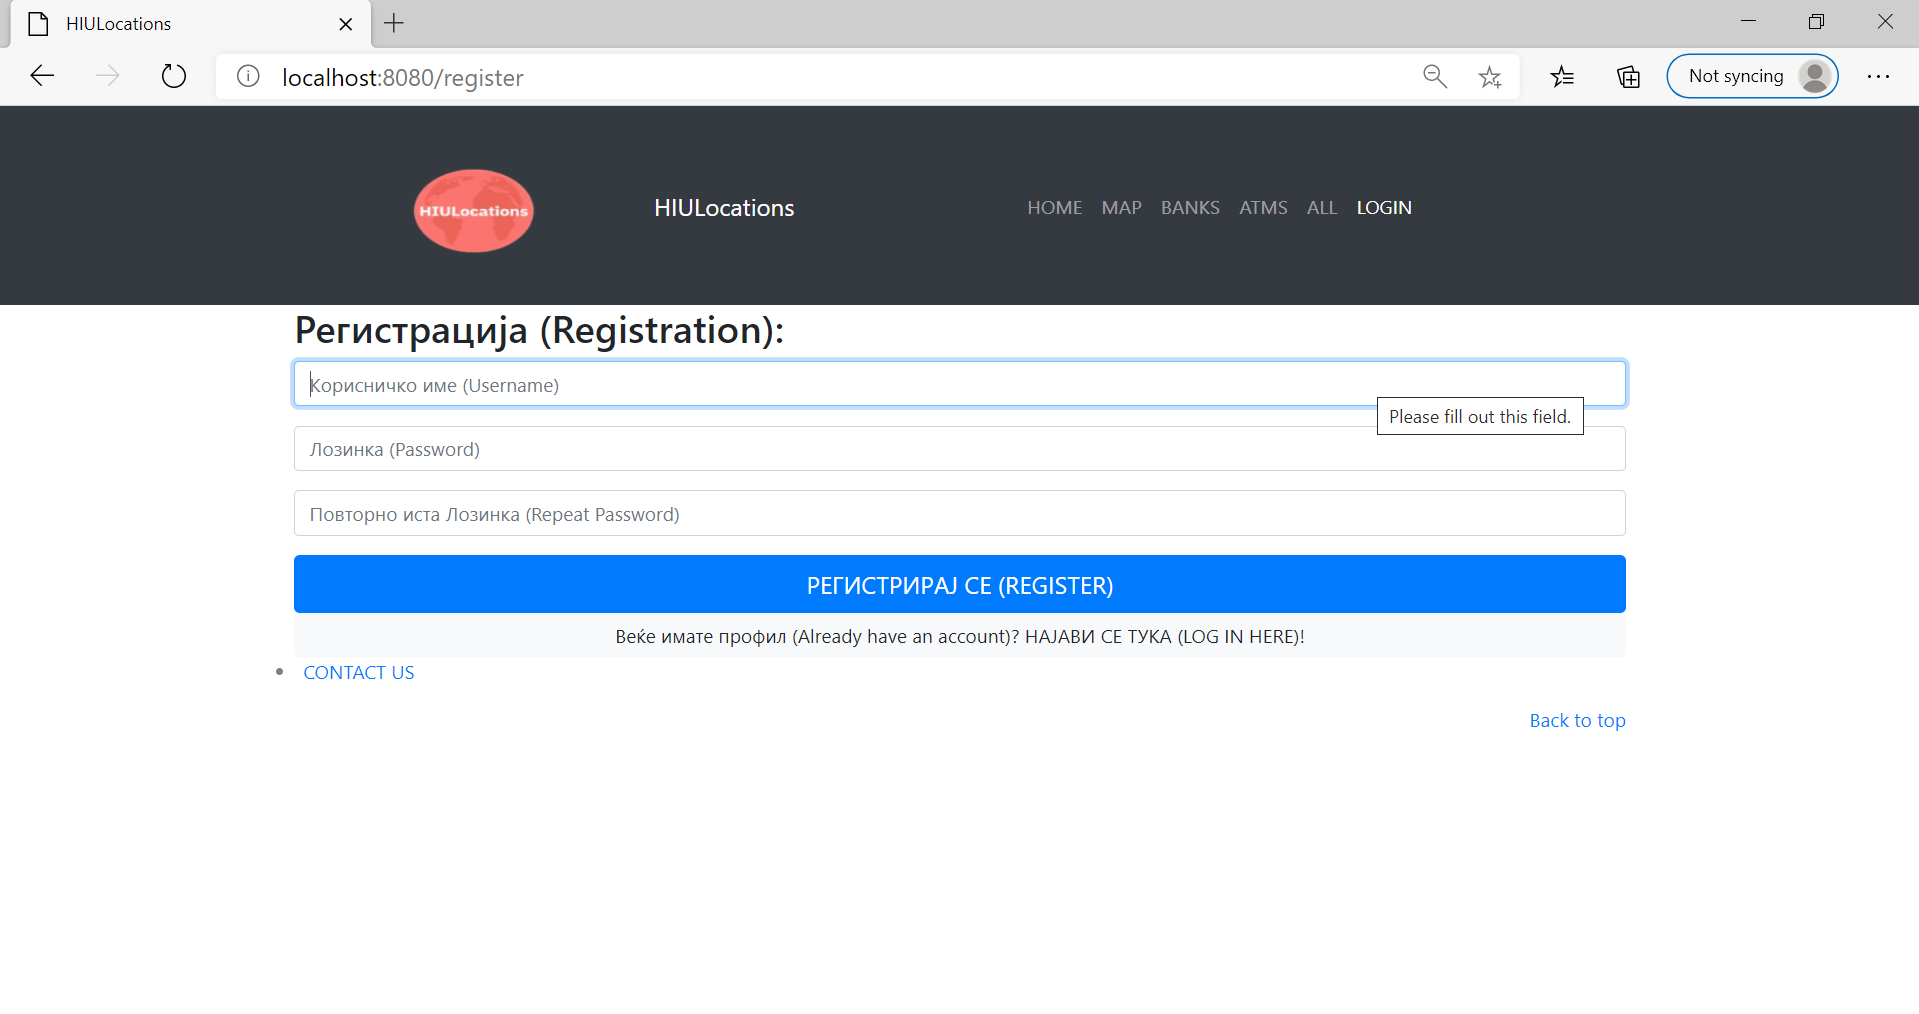 HIULocations
localhost:8080/register
Not syncing
HIULocations
HIULocations
HOME MAP BANKS ATMS ALL LOGIN
Регистрација (Registration):
Корисничко име (Username)
Please fill out this field.
Лозинка (Password)
Повторно иста Лозинка (Repeat Password)
РЕГИСТРИРАЈ СЕ (REGISTER)
Веќе имате профил (Already have an account)? НАЈАВИ СЕ ТУКА (LOG IN HERE)!
CONTACT US
Back to top